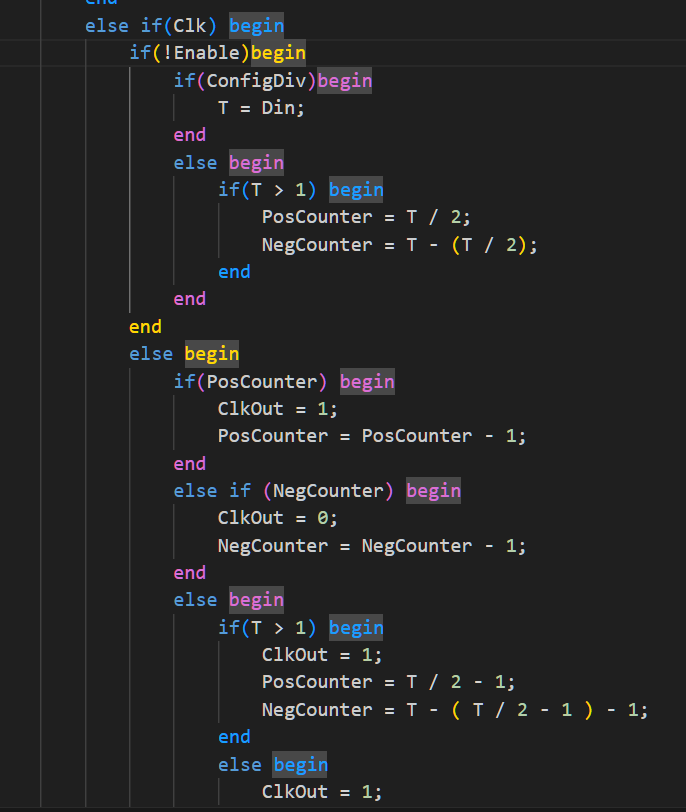 end
else if(Clk) begin
if(!Enable)begin
if(ConfigDiv)begin
T = Din;
end
else begin
if(T > 1) begin
PosCounter = T / 2;
NegCounter = T - (T / 2);
end
end
end
else begin
if(PosCounter) begin
ClkOut = 1;
PosCounter = PosCounter - 1;
end
else if (NegCounter) begin
ClkOut = 0;
NegCounter = NegCounter - 1;
end
else begin
if(T > 1) begin
ClkOut = 1;
PosCounter = T / 2 - 1;
NegCounter = T - ( T / 2 - 1 ) - 1;
end
else begin
ClkOut = 1;